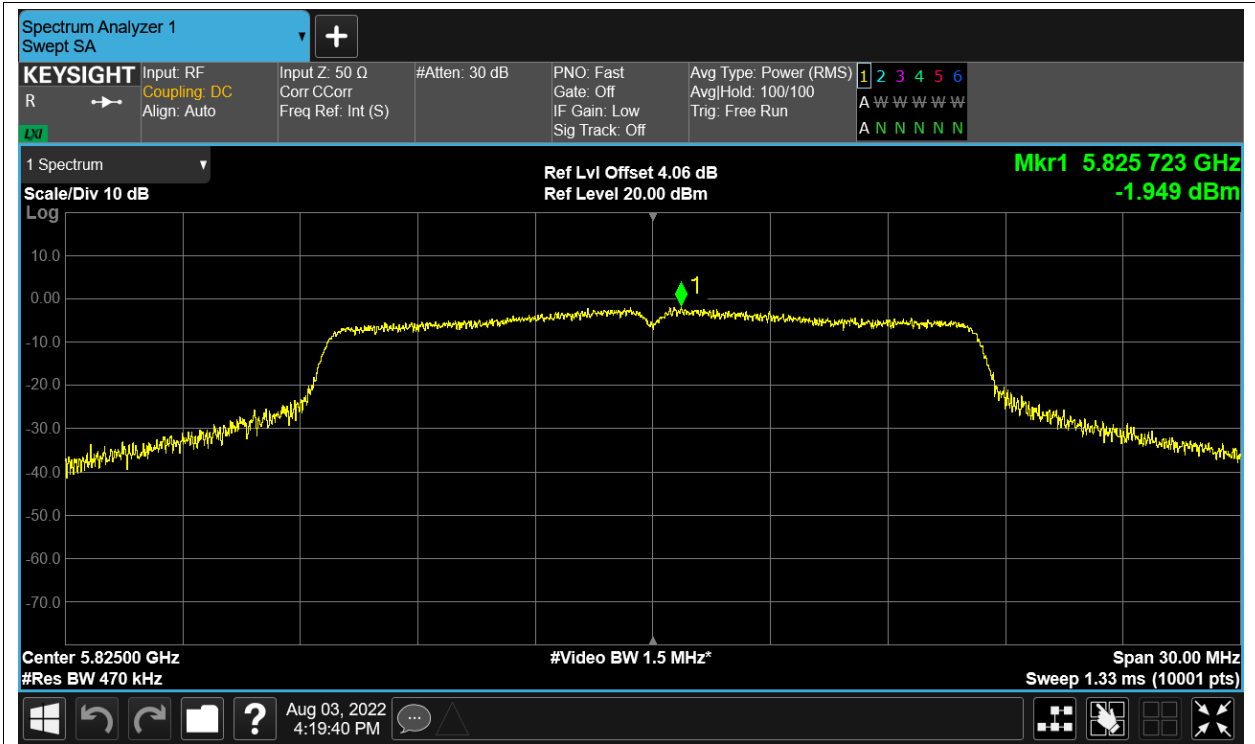 Spectrum Analyzer 1
Swept SA
+
KEYSIGHT
R
LXI
Input: RF
Coupling: DC
Align: Auto
Input Z: 50 Ω
Corr CCorr
Freq Ref: Int (S)
#Atten: 30 dB
PNO: Fast
Gate: Off
IF Gain: Low
Sig Track: Off
Avg Type: Power (RMS)
Avg|Hold: 100/100
Trig: Free Run
1 2 3 4 5 6
A W W W W W
A N N N N N
1 Spectrum
Scale/Div 10 dB
Log
Ref Lvl Offset 4.06 dB
Ref Level 20.00 dBm
Mkr1 5.825 723 GHz
-1.949 dBm
10.0
0.00
-10.0
-20.0
-30.0
-40.0
-50.0
-60.0
-70.0
1
Center 5.82500 GHz
#Res BW 470 kHz
#Video BW 1.5 MHz*
Span 30.00 MHz
Sweep 1.33 ms (10001 pts)
?
Aug 03, 2022
4:19:40 PM